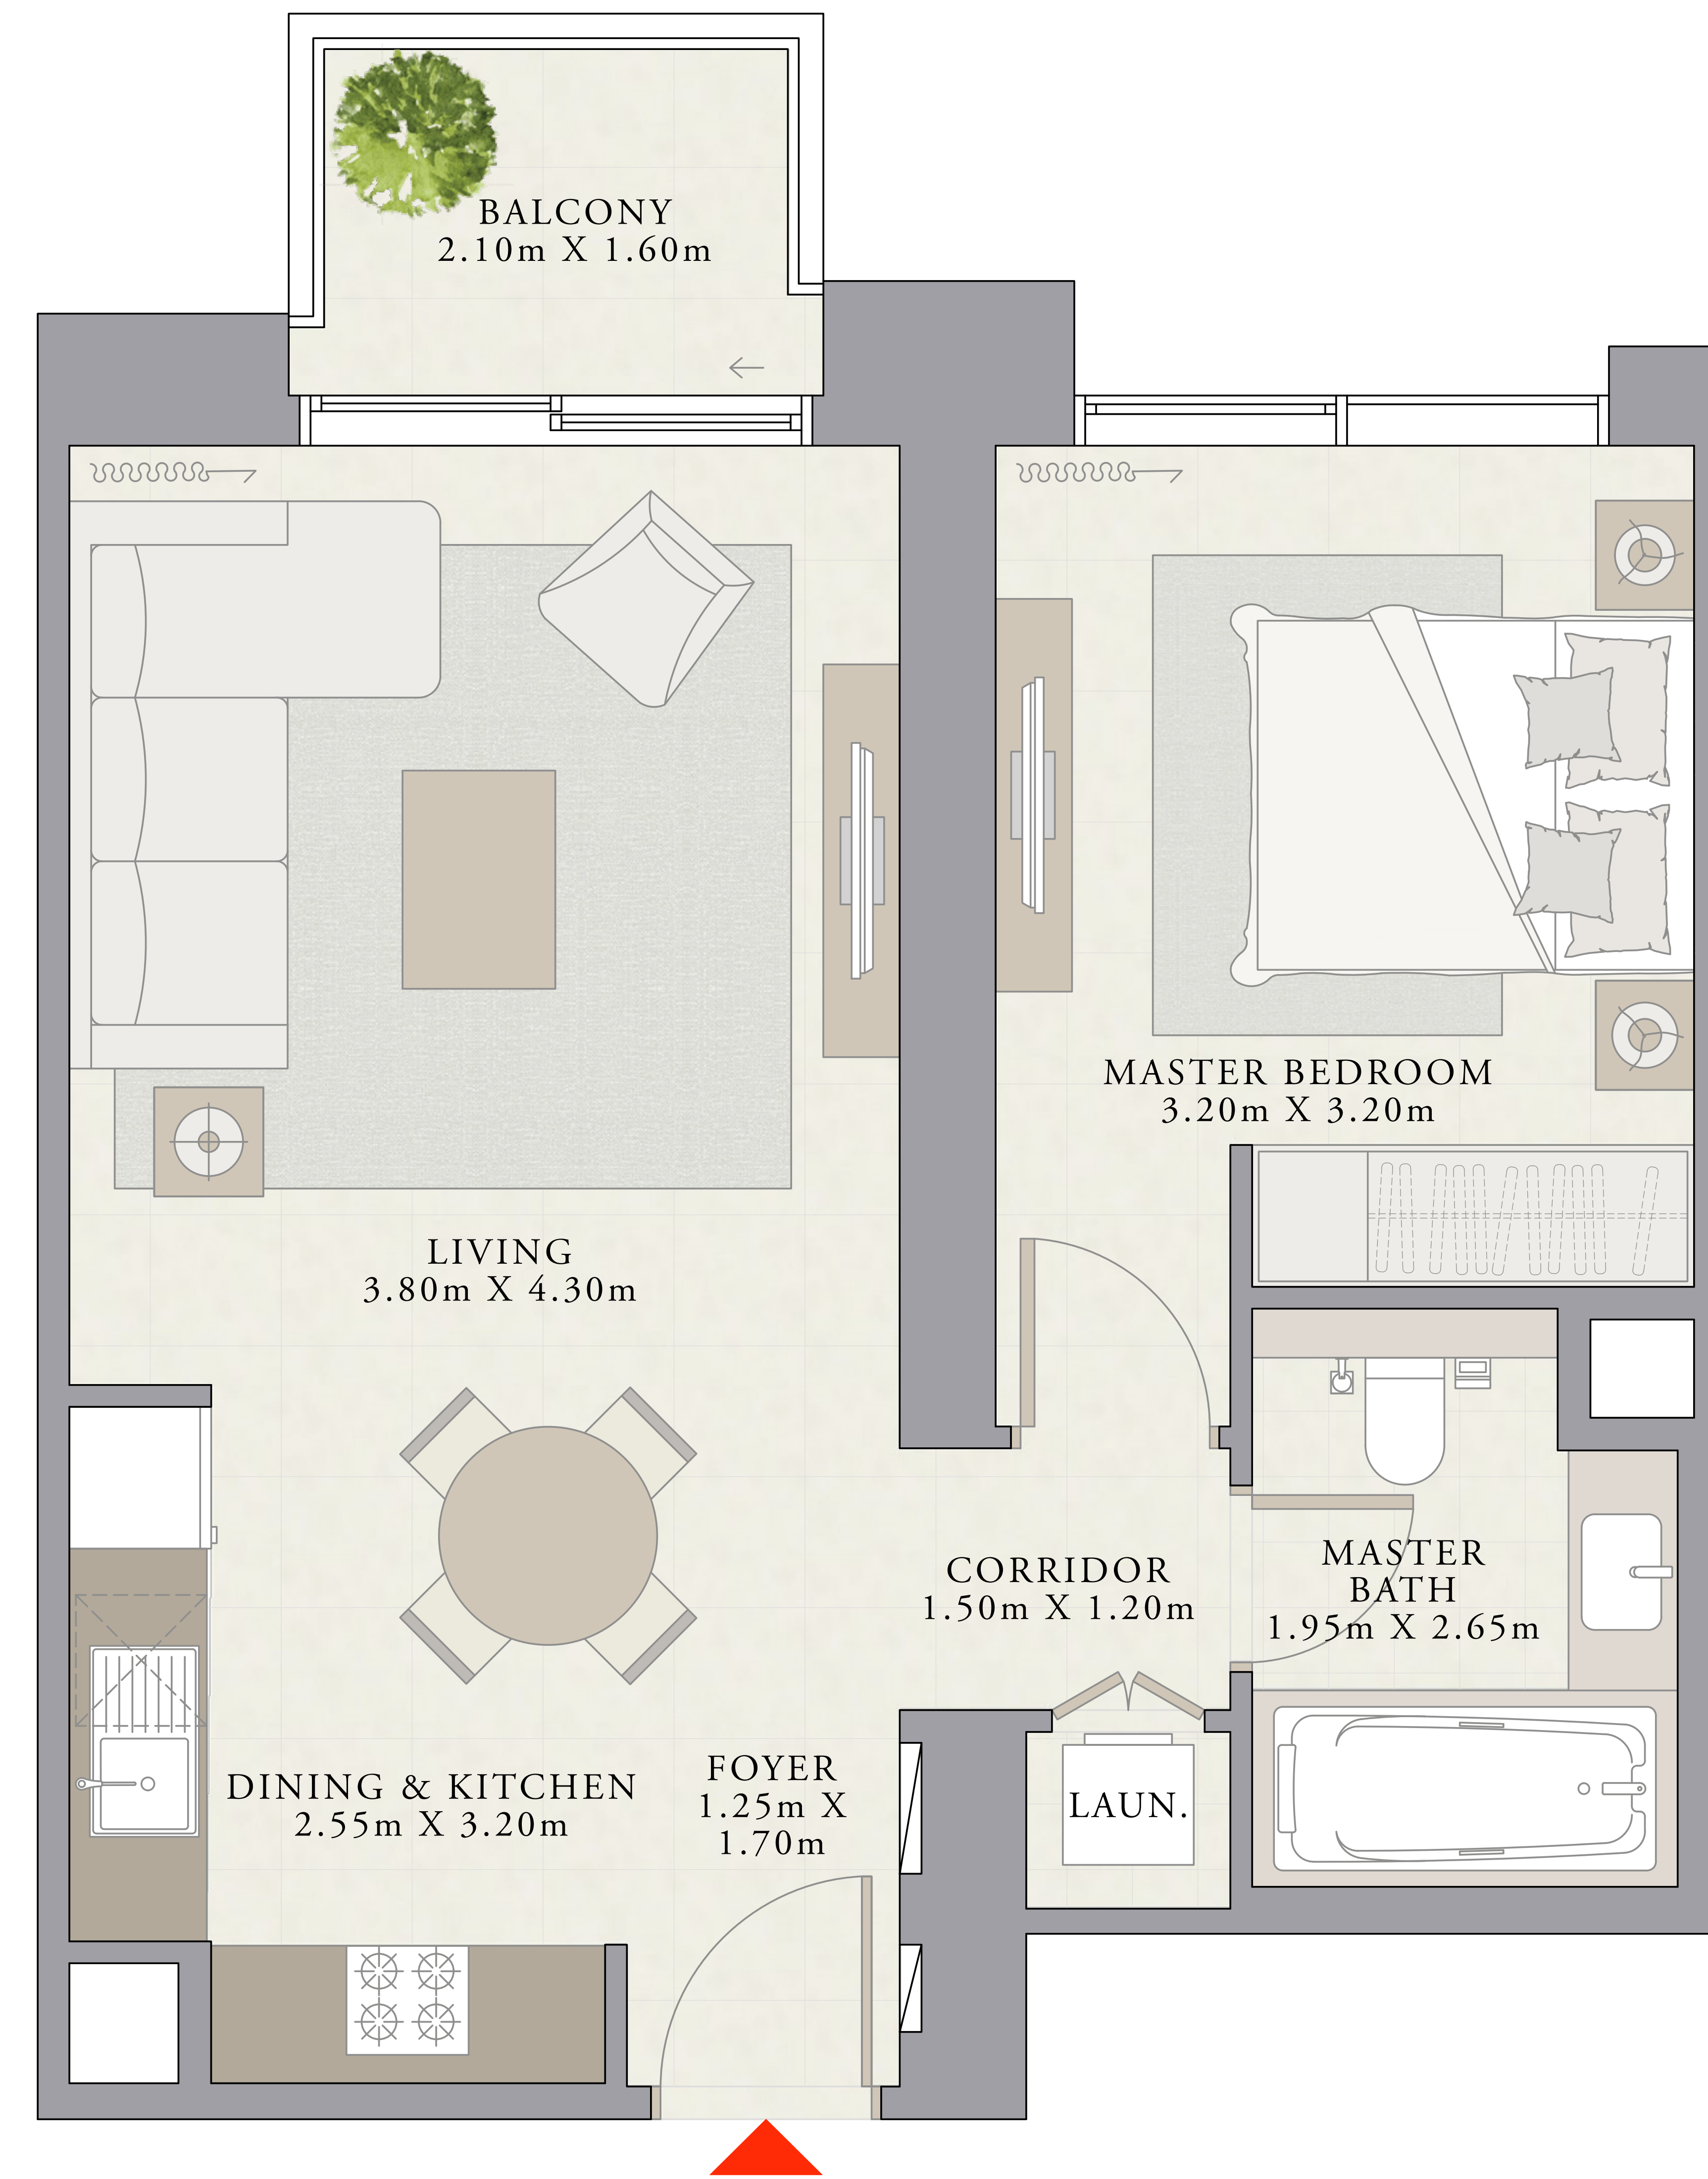 BALCONY
2.10m X 1.60m
MASTER BEDROOM
3.20m X 3.20m
LIVING
3.80m X 4.30m
CORRIDOR
1.50m X 1.20m
MASTER
BATH
1.95m X 2.65m
DINING & KITCHEN
2.55m X 3.20m
FOYER
1.25m X
1.70m
LAUN.